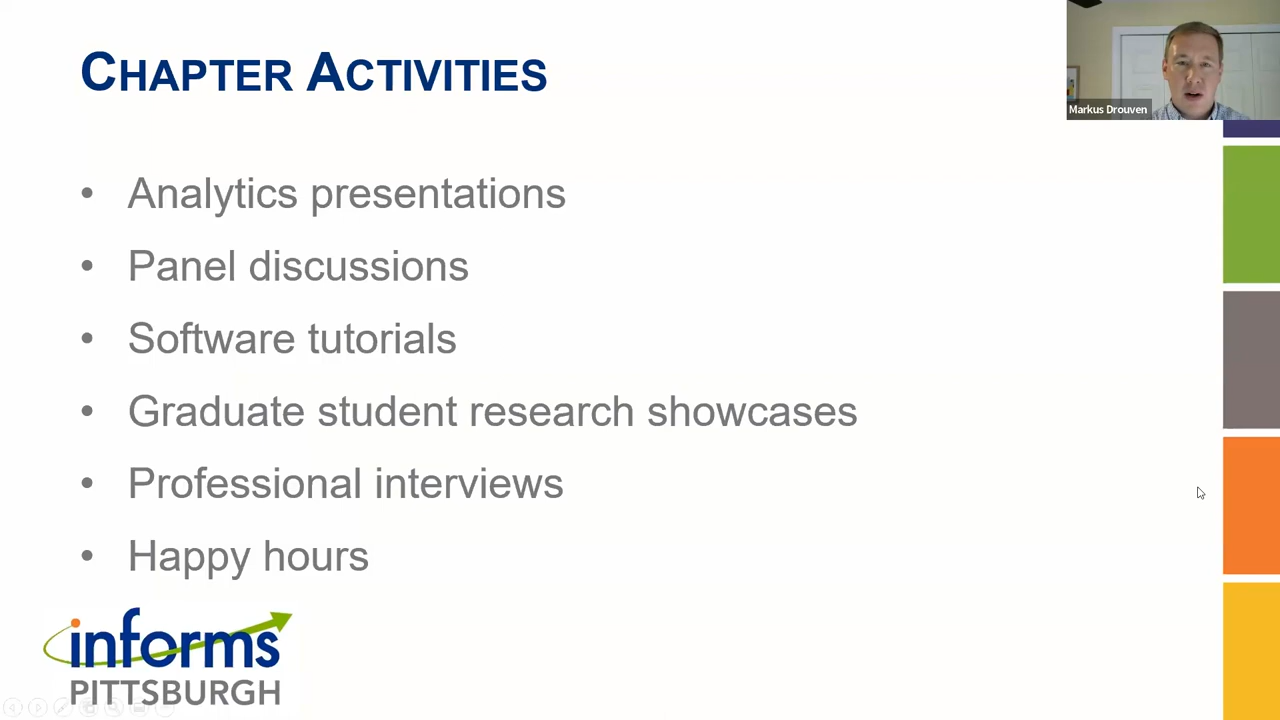 CHAPTER ACTIVITIES
Markus Drouven
• Analytics presentations
• Panel discussions
• Software tutorials
• Graduate student research showcases
• Professional interviews
• Happy hours
informs
PITTSBURGH